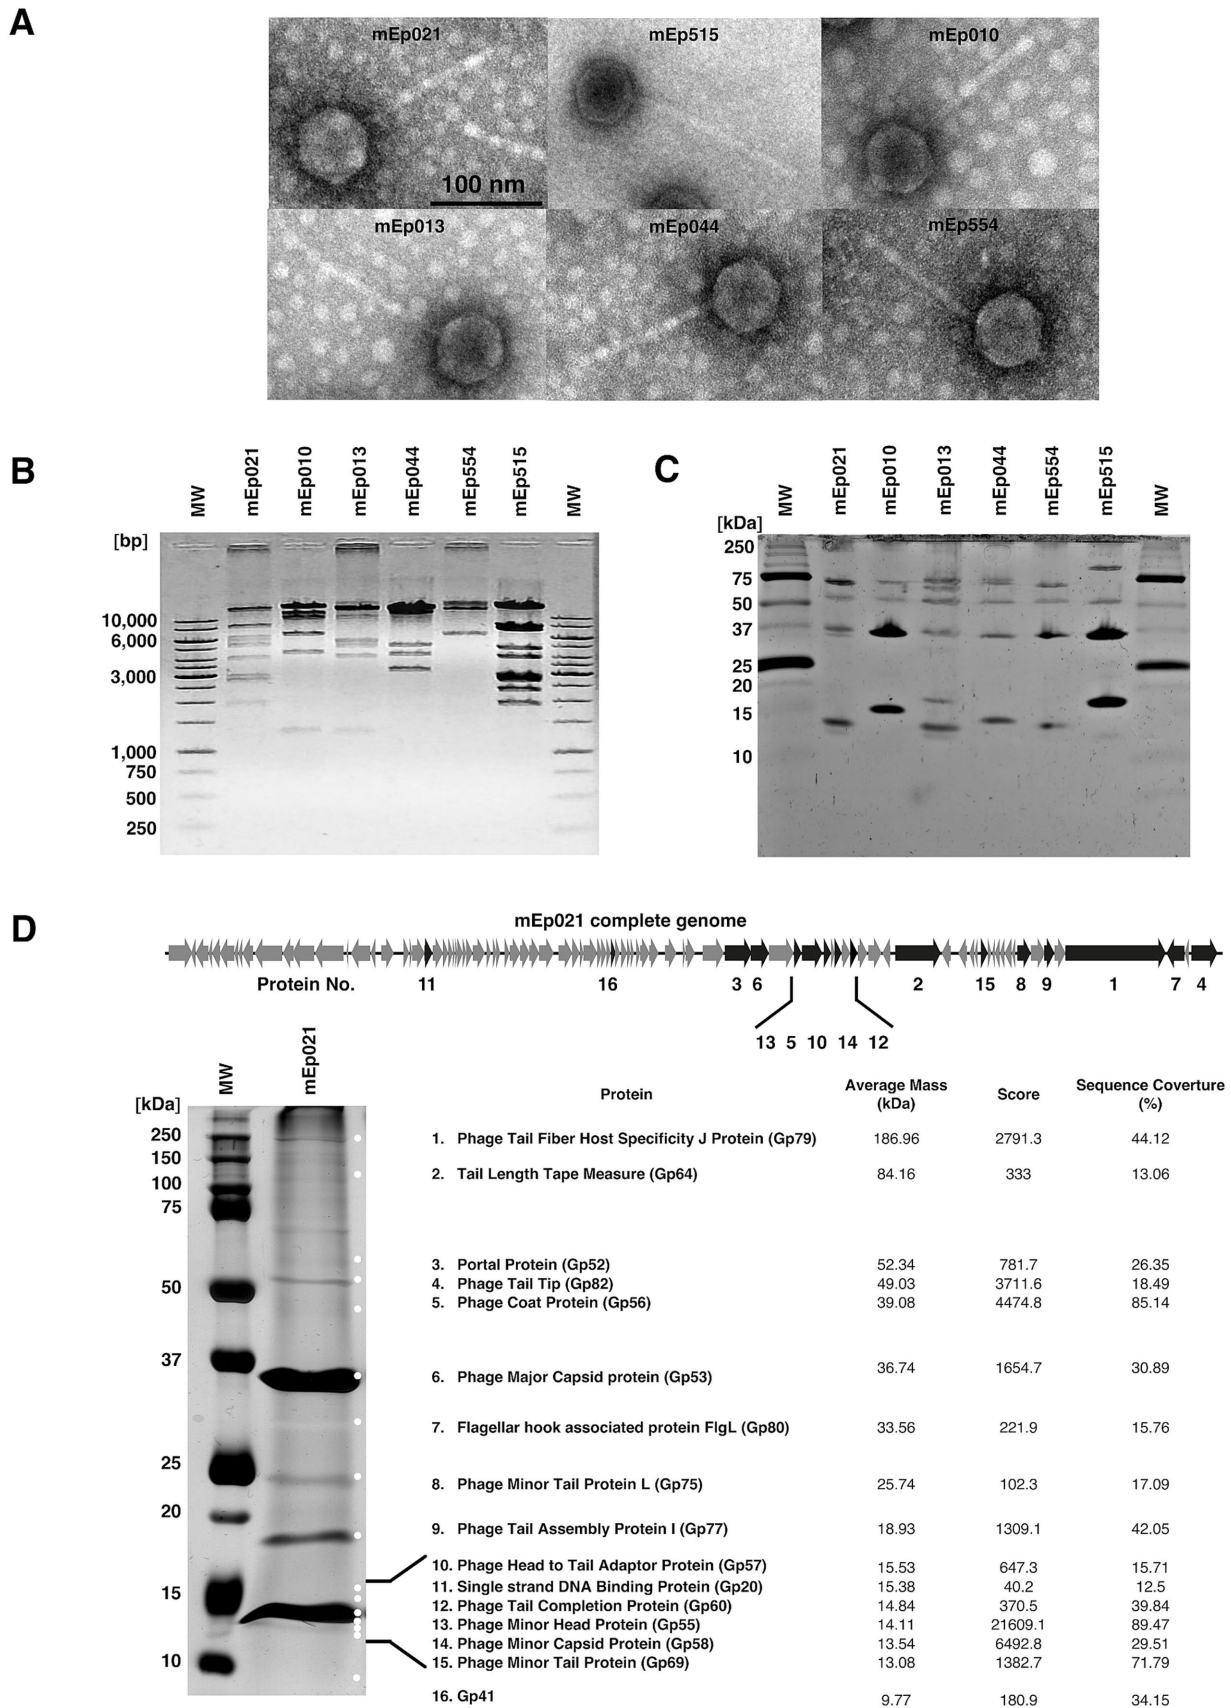 A
mEp021
mEp515
mEp010
100 nm
mEp013
mEp044
mEp554
B
MW
mEp021
mEp010
mEp013
mEp044
mEp554
mEp515
MW
[bp]
10,000
6,000
3,000
1,000
750
500
250
C
MW
mEp021
mEp010
mEp013
mEp044
mEp554
mEp515
MW
[kDa]
250
75
50
37
25
20
15
10
D
mEp021 complete genome
Protein No. 11 16 3 6 2 15 8 9 1 7 4
13 5 10 14 12
MW
mEp021
[kDa]
250
150
100
75
50
37
25
20
15
10
Protein Average Mass (kDa) Score Sequence Coverture (%)
1. Phage Tail Fiber Host Specificity J Protein (Gp79) 186.96 2791.3 44.12
2. Tail Length Tape Measure (Gp64) 84.16 333 13.06
3. Portal Protein (Gp52) 52.34 781.7 26.35
4. Phage Tail Tip (Gp82) 49.03 3711.6 18.49
5. Phage Coat Protein (Gp56) 39.08 4474.8 85.14
6. Phage Major Capsid protein (Gp53) 36.74 1654.7 30.89
7. Flagellar hook associated protein FlgL (Gp80) 33.56 221.9 15.76
8. Phage Minor Tail Protein L (Gp75) 25.74 102.3 17.09
9. Phage Tail Assembly Protein I (Gp77) 18.93 1309.1 42.05
10. Phage Head to Tail Adaptor Protein (Gp57) 15.53 647.3 15.71
11. Single strand DNA Binding Protein (Gp20) 15.38 40.2 12.5
12. Phage Tail Completion Protein (Gp60) 14.84 370.5 39.84
13. Phage Minor Head Protein (Gp55) 14.11 21609.1 89.47
14. Phage Minor Capsid Protein (Gp58) 13.54 6492.8 29.51
15. Phage Minor Tail Protein (Gp69) 13.08 1382.7 71.79
16. Gp41 9.77 180.9 34.15